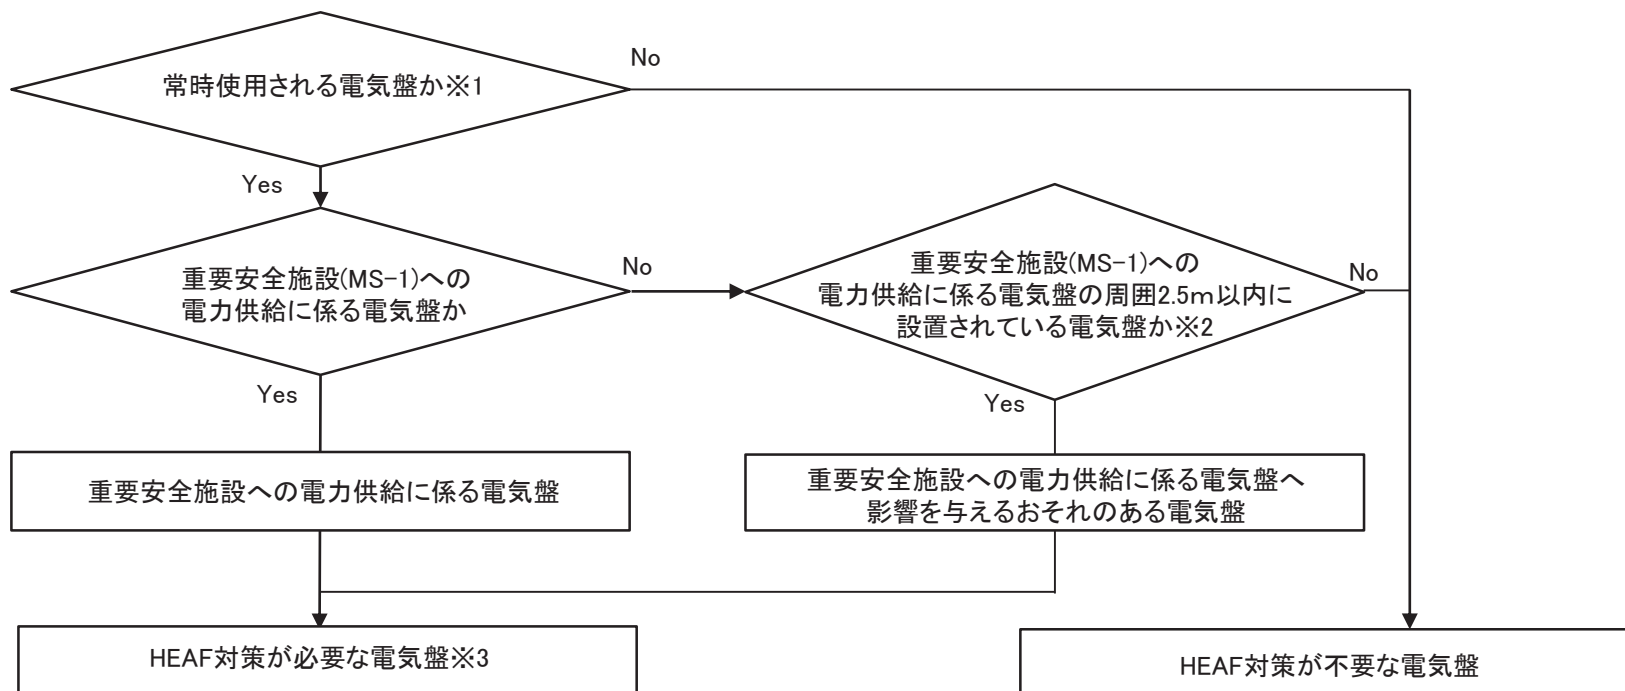 常時使用される電気盤か※1
No
Yes
重要安全施設(MS-1)への
電力供給に係る電気盤か
No
重要安全施設(MS-1)への
電力供給に係る電気盤の周囲2.5m以内に
設置されている電気盤か※2
No
Yes
Yes
重要安全施設への電力供給に係る電気盤
重要安全施設への電力供給に係る電気盤へ
影響を与えるおそれのある電気盤
HEAF対策が必要な電気盤※3
HEAF対策が不要な電気盤